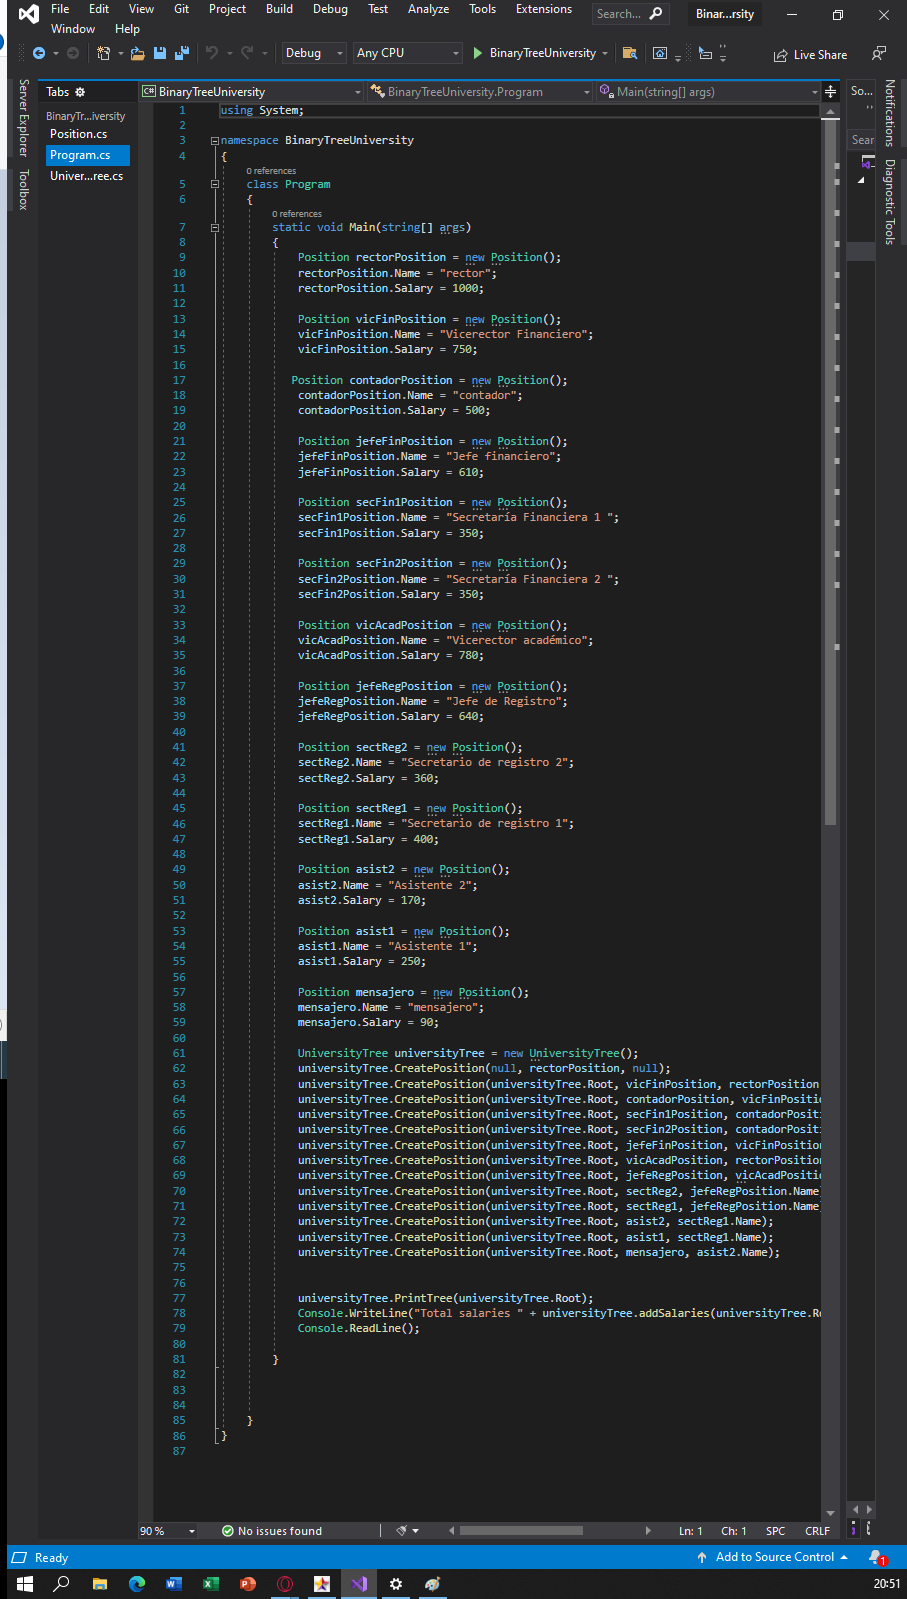 File Edit View Git Project Build Debug Test Analyze Tools Extensions Search... Binar...rsity
Window Help
Debug Any CPU BinaryTreeUniversity Live Share
Server Explorer
Toolbox
Tabs
BinaryTr...iversity
Position.cs
Program.cs
Univer...ree.cs
C# BinaryTreeUniversity BinaryTreeUniversity.Program Main(string[] args)
So...
Sear
Notifications
Diagnostic Tools
1 using System;
2
3 namespace BinaryTreeUniversity
4 {
0 references
5 class Program
6 {
0 references
7 static void Main(string[] args)
8 {
9 Position rectorPosition = new Position();
10 rectorPosition.Name = "rector";
11 rectorPosition.Salary = 1000;
12
13 Position vicFinPosition = new Position();
14 vicFinPosition.Name = "Vicerector Financiero";
15 vicFinPosition.Salary = 750;
16
17 Position contadorPosition = new Position();
18 contadorPosition.Name = "contador";
19 contadorPosition.Salary = 500;
20
21 Position jefeFinPosition = new Position();
22 jefeFinPosition.Name = "Jefe financiero";
23 jefeFinPosition.Salary = 610;
24
25 Position secFin1Position = new Position();
26 secFin1Position.Name = "Secretaría Financiera 1 ";
27 secFin1Position.Salary = 350;
28
29 Position secFin2Position = new Position();
30 secFin2Position.Name = "Secretaría Financiera 2 ";
31 secFin2Position.Salary = 350;
32
33 Position vicAcadPosition = new Position();
34 vicAcadPosition.Name = "Vicerector académico";
35 vicAcadPosition.Salary = 780;
36
37 Position jefeRegPosition = new Position();
38 jefeRegPosition.Name = "Jefe de Registro";
39 jefeRegPosition.Salary = 640;
40
41 Position sectReg2 = new Position();
42 sectReg2.Name = "Secretario de registro 2";
43 sectReg2.Salary = 360;
44
45 Position sectReg1 = new Position();
46 sectReg1.Name = "Secretario de registro 1";
47 sectReg1.Salary = 400;
48
49 Position asist2 = new Position();
50 asist2.Name = "Asistente 2";
51 asist2.Salary = 170;
52
53 Position asist1 = new Position();
54 asist1.Name = "Asistente 1";
55 asist1.Salary = 250;
56
57 Position mensajero = new Position();
58 mensajero.Name = "mensajero";
59 mensajero.Salary = 90;
60
61 UniversityTree universityTree = new UniversityTree();
62 universityTree.CreatePosition(null, rectorPosition, null);
63 universityTree.CreatePosition(universityTree.Root, vicFinPosition, rectorPosition
64 universityTree.CreatePosition(universityTree.Root, contadorPosition, vicFinPositi
65 universityTree.CreatePosition(universityTree.Root, secFin1Position, contadorPosit
66 universityTree.CreatePosition(universityTree.Root, secFin2Position, contadorPosit
67 universityTree.CreatePosition(universityTree.Root, jefeFinPosition, vicFinPosition
68 universityTree.CreatePosition(universityTree.Root, vicAcadPosition, rectorPosition
69 universityTree.CreatePosition(universityTree.Root, jefeRegPosition, vicAcadPositi
70 universityTree.CreatePosition(universityTree.Root, sectReg2, jefeRegPosition.Name)
71 universityTree.CreatePosition(universityTree.Root, sectReg1, jefeRegPosition.Name)
72 universityTree.CreatePosition(universityTree.Root, asist2, sectReg1.Name);
73 universityTree.CreatePosition(universityTree.Root, asist1, sectReg1.Name);
74 universityTree.CreatePosition(universityTree.Root, mensajero, asist2.Name);
75
76
77 universityTree.PrintTree(universityTree.Root);
78 Console.WriteLine("Total salaries " + universityTree.addSalaries(universityTree.Ro
79 Console.ReadLine();
80
81 }
82
83
84
85 }
86 }
87
90 % No issues found Ln: 1 Ch: 1 SPC CRLF
Ready Add to Source Control 1
20:51